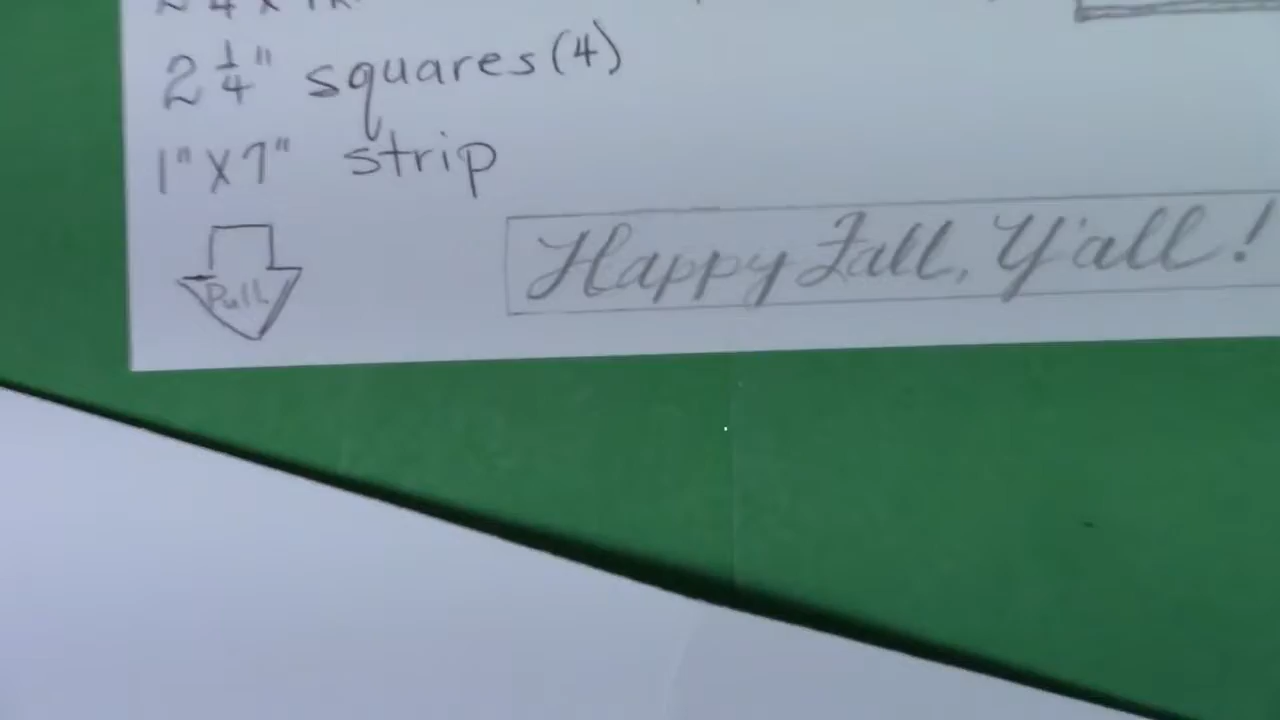 2 1/4" squares (4)
1" X 7" strip
Pull
Happy Fall, Y'all!